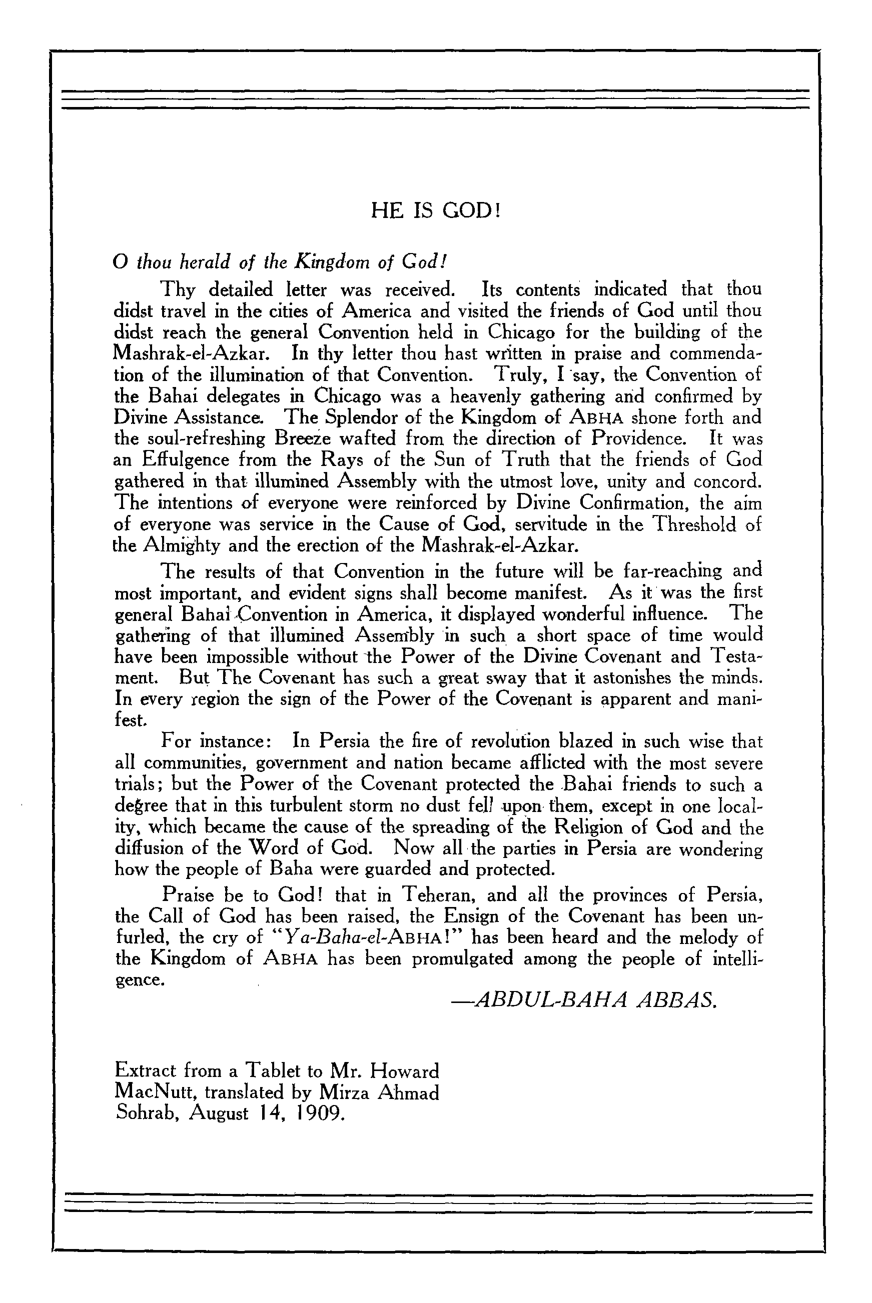 HE IS GOD!
O thou herald of the Kingdom of God!
Thy detailed letter was received. Its contents indicated that thou
didst travel in the cities of America and visited the friends of God until thou
didst reach the general Convention held in Chicago for the building of the
Mashrak-el-Azkar. In thy letter thou hast written in praise and commenda-
tion of the illumination of that Convention. Truly, I say, the Convention of
the Bahai delegates in Chicago was a heavenly gathering and confirmed by
Divine Assistance. The Splendor of the Kingdom of ABHA shone forth and
the soul-refreshing Breeze wafted from the direction of Providence. It was
an Effulgence from the Rays of the Sun of Truth that the friends of God
gathered in that illumined Assembly with the utmost love, unity and concord.
The intentions of everyone were reinforced by Divine Confirmation, the aim
of everyone was service in the Cause of God, servitude in the Threshold of
the Almighty and the erection of the Mashrak-el-Azkar.
The results of that Convention in the future will be far-reaching and
most important, and evident signs shall become manifest. As it was the first
general Bahai Convention in America, it displayed wonderful influence. The
gathering of that illumined Assembly in such a short space of time would
have been impossible without the Power of the Divine Covenant and Testa-
ment. But The Covenant has such a great sway that it astonishes the minds.
In every region the sign of the Power of the Covenant is apparent and mani-
fest.
For instance: In Persia the fire of revolution blazed in such wise that
all communities, government and nation became afflicted with the most severe
trials; but the Power of the Covenant protected the Bahai friends to such a
degree that in this turbulent storm no dust fell upon them, except in one local-
ity, which became the cause of the spreading of the Religion of God and the
diffusion of the Word of God. Now all the parties in Persia are wondering
how the people of Baha were guarded and protected.
Praise be to God! that in Teheran, and all the provinces of Persia,
the Call of God has been raised, the Ensign of the Covenant has been un-
furled, the cry of "Ya-Baha-el-ABHA!" has been heard and the melody of
the Kingdom of ABHA has been promulgated among the people of intelli-
gence.
—ABDUL-BAHA ABBAS.
Extract from a Tablet to Mr. Howard
MacNutt, translated by Mirza Ahmad
Sohrab, August 14, 1909.